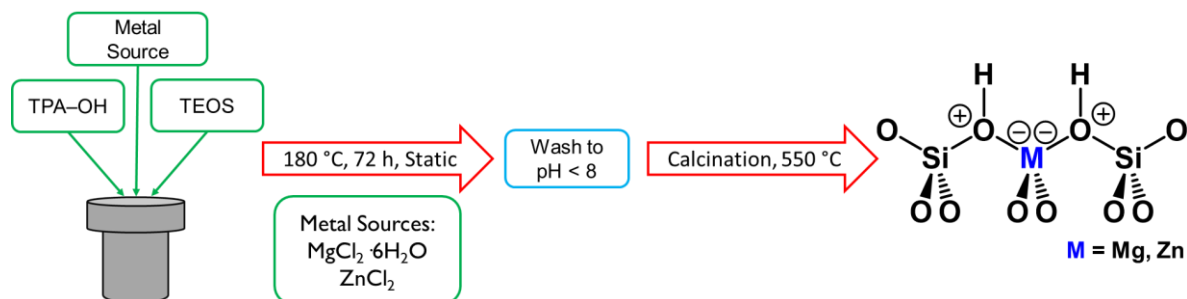 Metal
Source
TPA–OH
TEOS
180 °C, 72 h, Static
Metal Sources:
MgCl₂·6H₂O
ZnCl₂
Wash to
pH < 8
Calcination, 550 °C
H H
O Si O M O Si O
+ − − +
O O O O O O
M = Mg, Zn